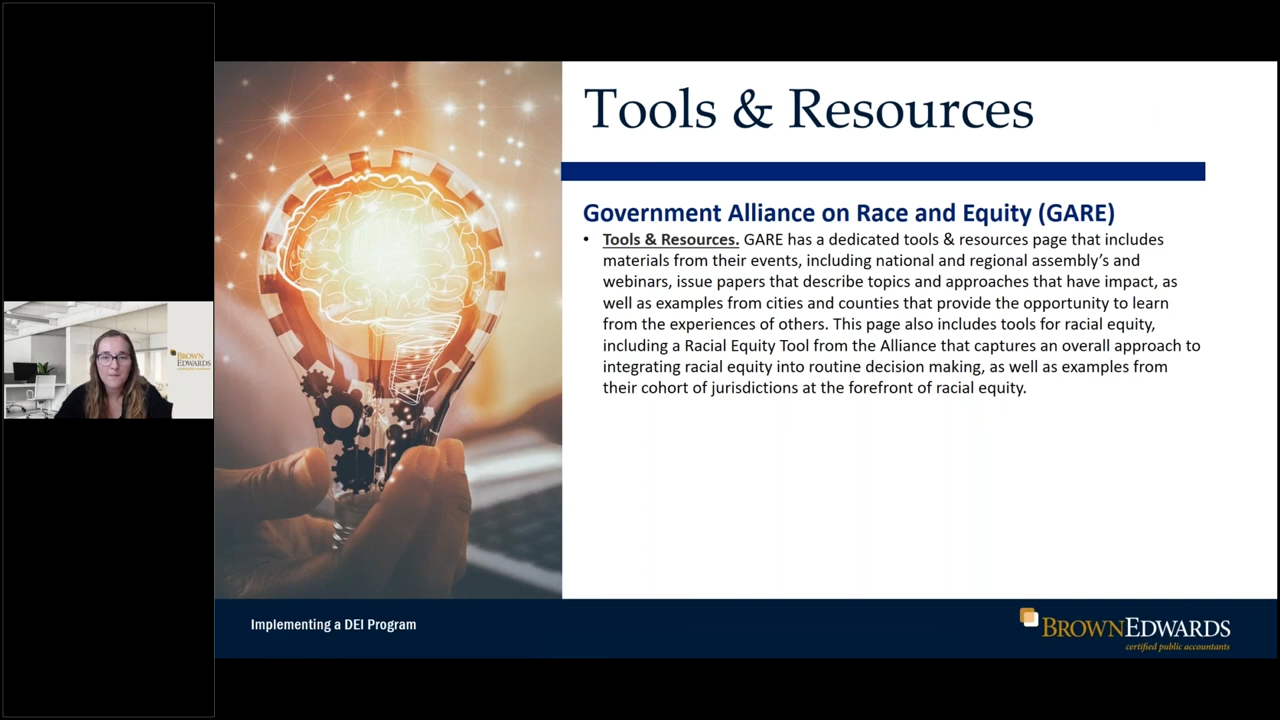 Tools & Resources
Government Alliance on Race and Equity (GARE)
• Tools & Resources. GARE has a dedicated tools & resources page that includes
materials from their events, including national and regional assembly's and
webinars, issue papers that describe topics and approaches that have impact, as
well as examples from cities and counties that provide the opportunity to learn
from the experiences of others. This page also includes tools for racial equity,
including a Racial Equity Tool from the Alliance that captures an overall approach to
integrating racial equity into routine decision making, as well as examples from
their cohort of jurisdictions at the forefront of racial equity.
BROWN
EDWARDS
Implementing a DEI Program
BROWNEDWARDS
certified public accountants